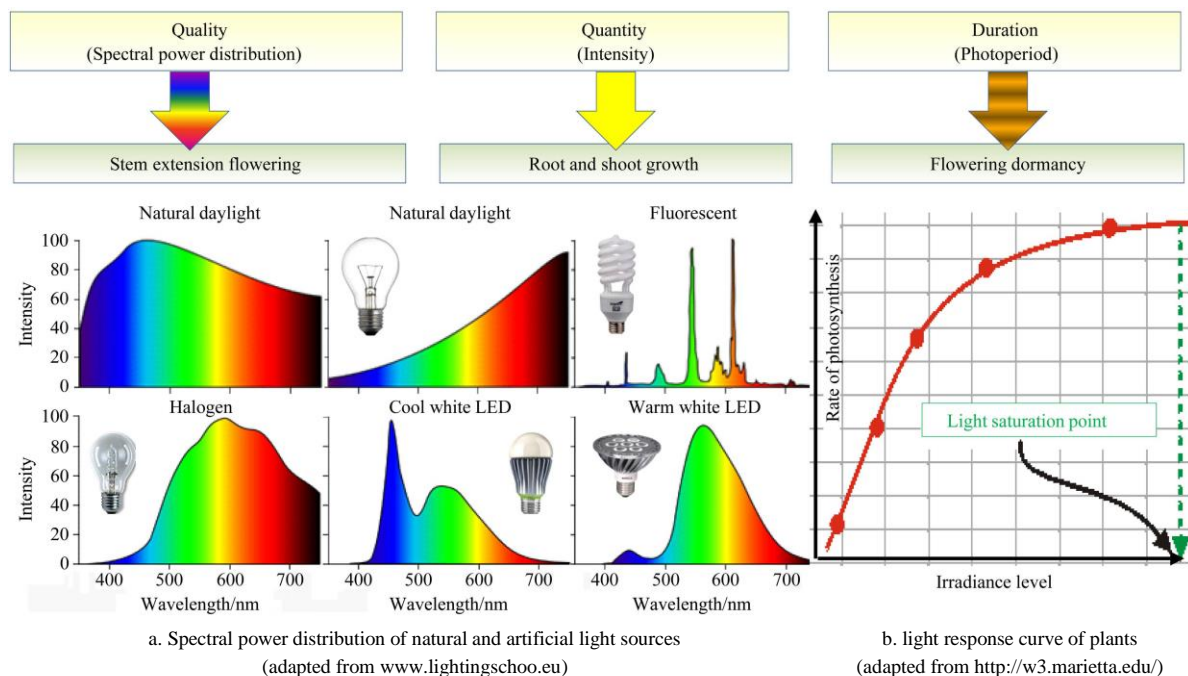 Quality
(Spectral power distribution)
Quantity
(Intensity)
Duration
(Photoperiod)
Stem extension flowering
Root and shoot growth
Flowering dormancy
Natural daylight
Natural daylight
Fluorescent
100
80
60
40
20
0
Intensity
Halogen
Cool white LED
Warm white LED
100
80
60
40
20
0
Intensity
400 500 600 700
400 500 600 700
400 500 600 700
Wavelength/nm
Wavelength/nm
Wavelength/nm
Rate of photosynthesis
Light saturation point
Irradiance level
a. Spectral power distribution of natural and artificial light sources
(adapted from www.lightingschoo.eu)
b. light response curve of plants
(adapted from http://w3.marietta.edu/)